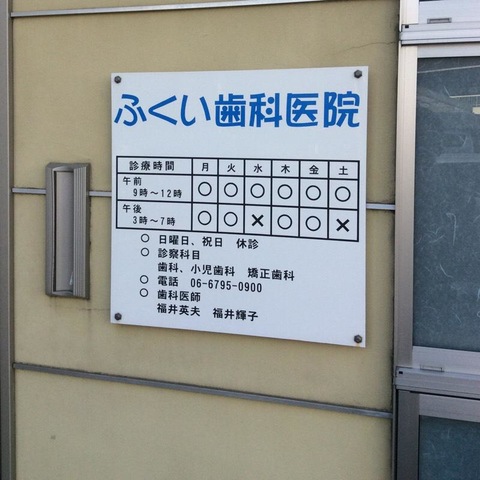 ふくい歯科医院
診療時間 月 火 水 木 金 土
午前
9時～12時 ○ ○ ○ ○ ○ ○
午後
3時～7時 ○ ○ × ○ ○ ×
○ 日曜日、祝日 休診
○ 診察科目
歯科、小児歯科 矯正歯科
○ 電話 06-6795-0900
○ 歯科医師
福井英夫 福井輝子